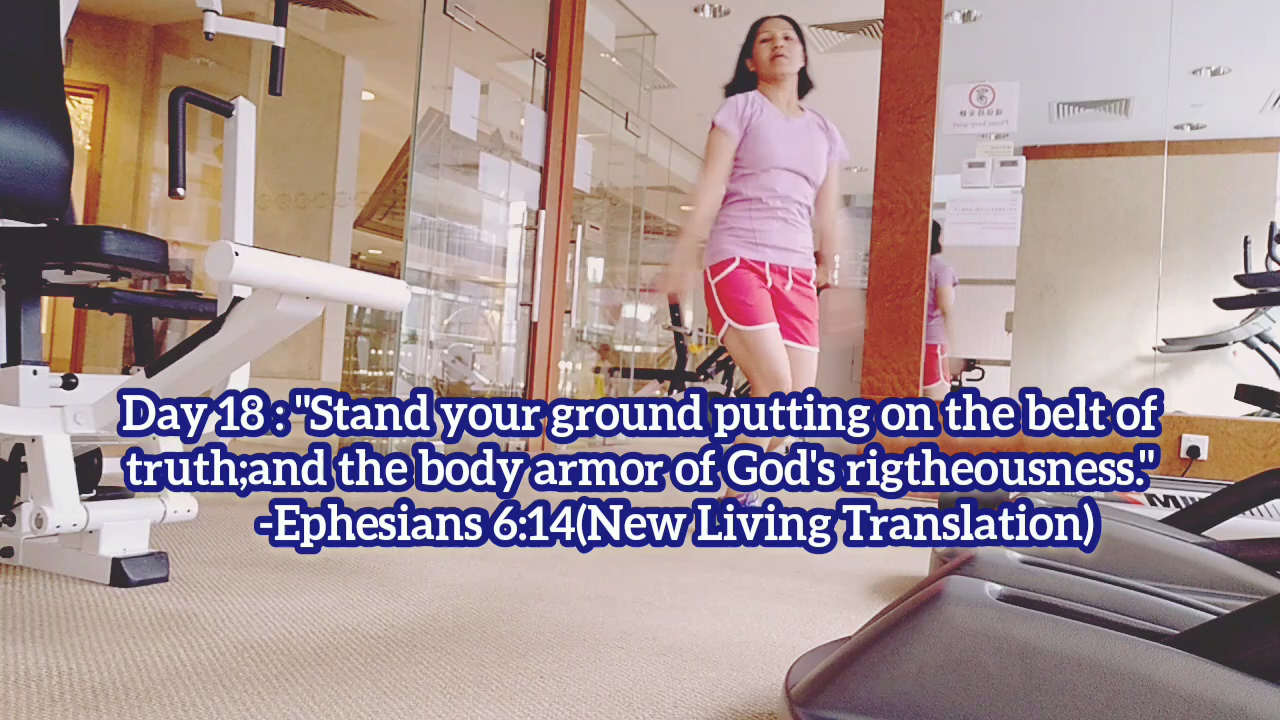 Day 18 : "Stand your ground putting on the belt of
truth;and the body armor of God's rigtheousness."
-Ephesians 6:14(New Living Translation)